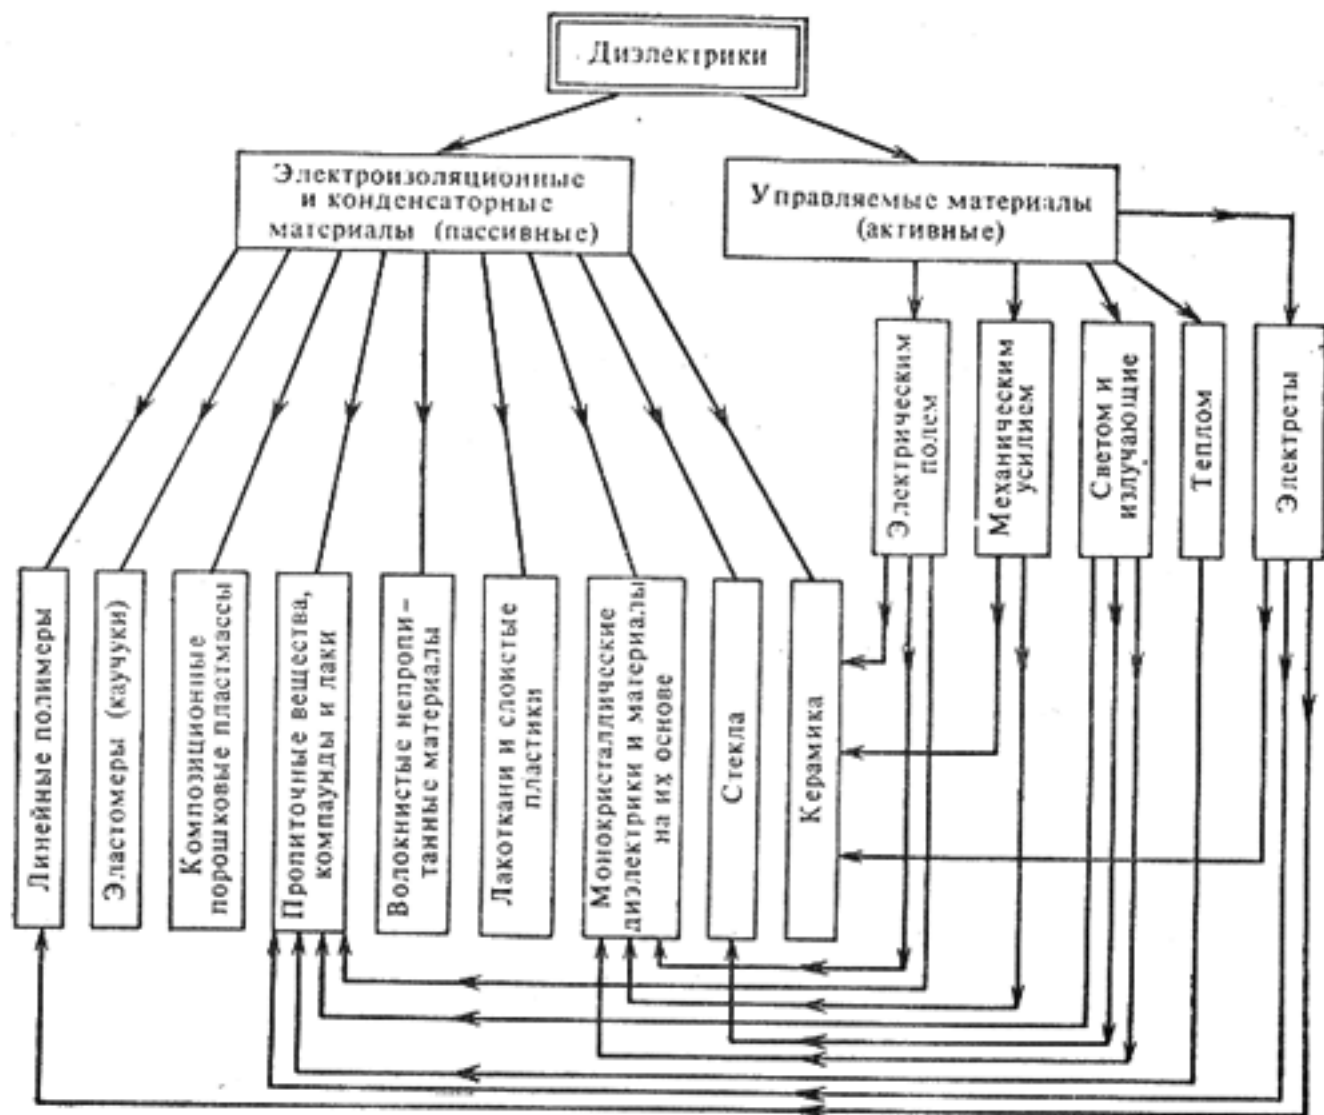 Диэлектрики
Электроизоляционные
и конденсаторные
материалы (пассивные)
Управляемые материалы
(активные)
Электрическим
полем
Механическим
усилием
Светом и
излучающие
Теплом
Электреты
Линейные полимеры
Эластомеры (каучуки)
Композиционные
порошковые пластмассы
Пропиточные вещества,
компаунды и лаки
Волокнистые непропи-
танные материалы
Лакоткани и слоистые
пластики
Монокристаллические
диэлектрики и материалы
на их основе
Стекла
Керамика